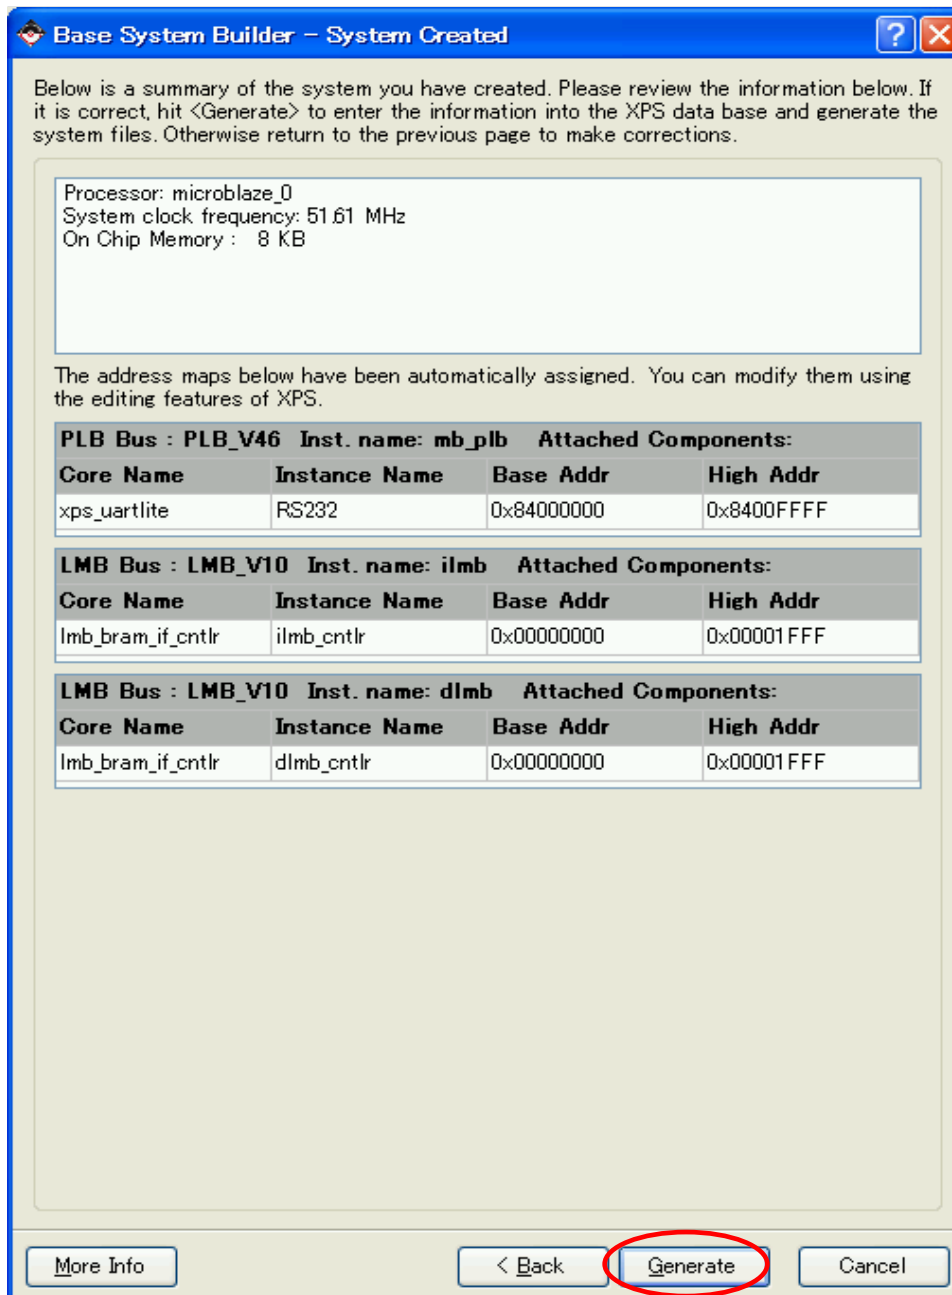 Base System Builder - System Created
Below is a summary of the system you have created. Please review the information below. If
it is correct, hit <Generate> to enter the information into the XPS data base and generate the
system files. Otherwise return to the previous page to make corrections.
Processor: microblaze_0
System clock frequency: 51.61 MHz
On Chip Memory : 8 KB
The address maps below have been automatically assigned. You can modify them using
the editing features of XPS.
PLB Bus : PLB_V46 Inst. name: mb_plb Attached Components:
Core Name Instance Name Base Addr High Addr
xps_uartlite RS232 0x84000000 0x8400FFFF
LMB Bus : LMB_V10 Inst. name: ilmb Attached Components:
Core Name Instance Name Base Addr High Addr
lmb_bram_if_cntlr ilmb_cntlr 0x00000000 0x00001FFF
LMB Bus : LMB_V10 Inst. name: dlmb Attached Components:
Core Name Instance Name Base Addr High Addr
lmb_bram_if_cntlr dlmb_cntlr 0x00000000 0x00001FFF
More Info < Back Generate Cancel